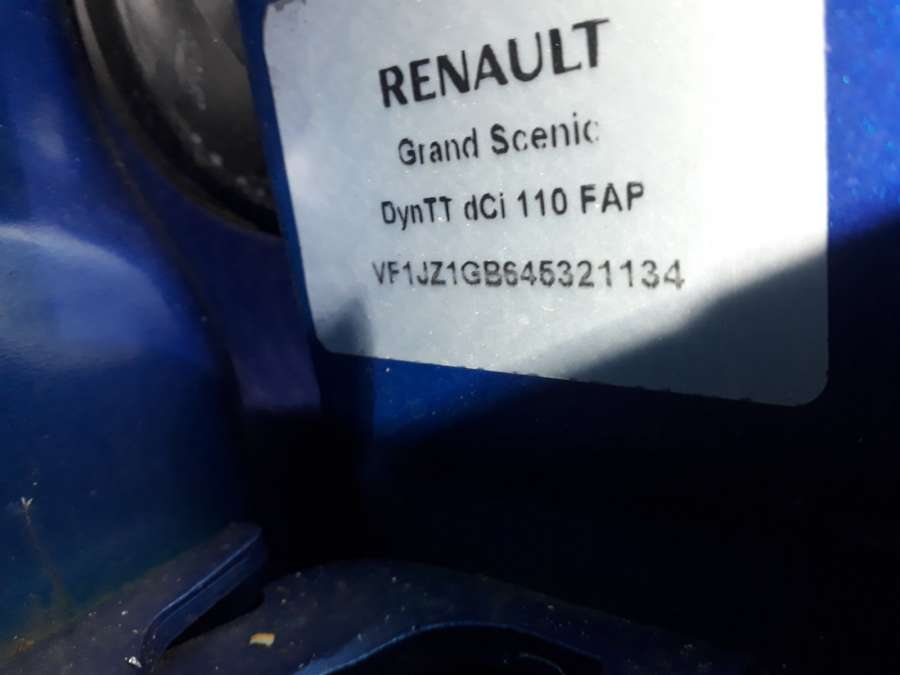 RENAULT
Grand Scenic
DynTT dCi 110 FAP
VF1JZ1GB645321134